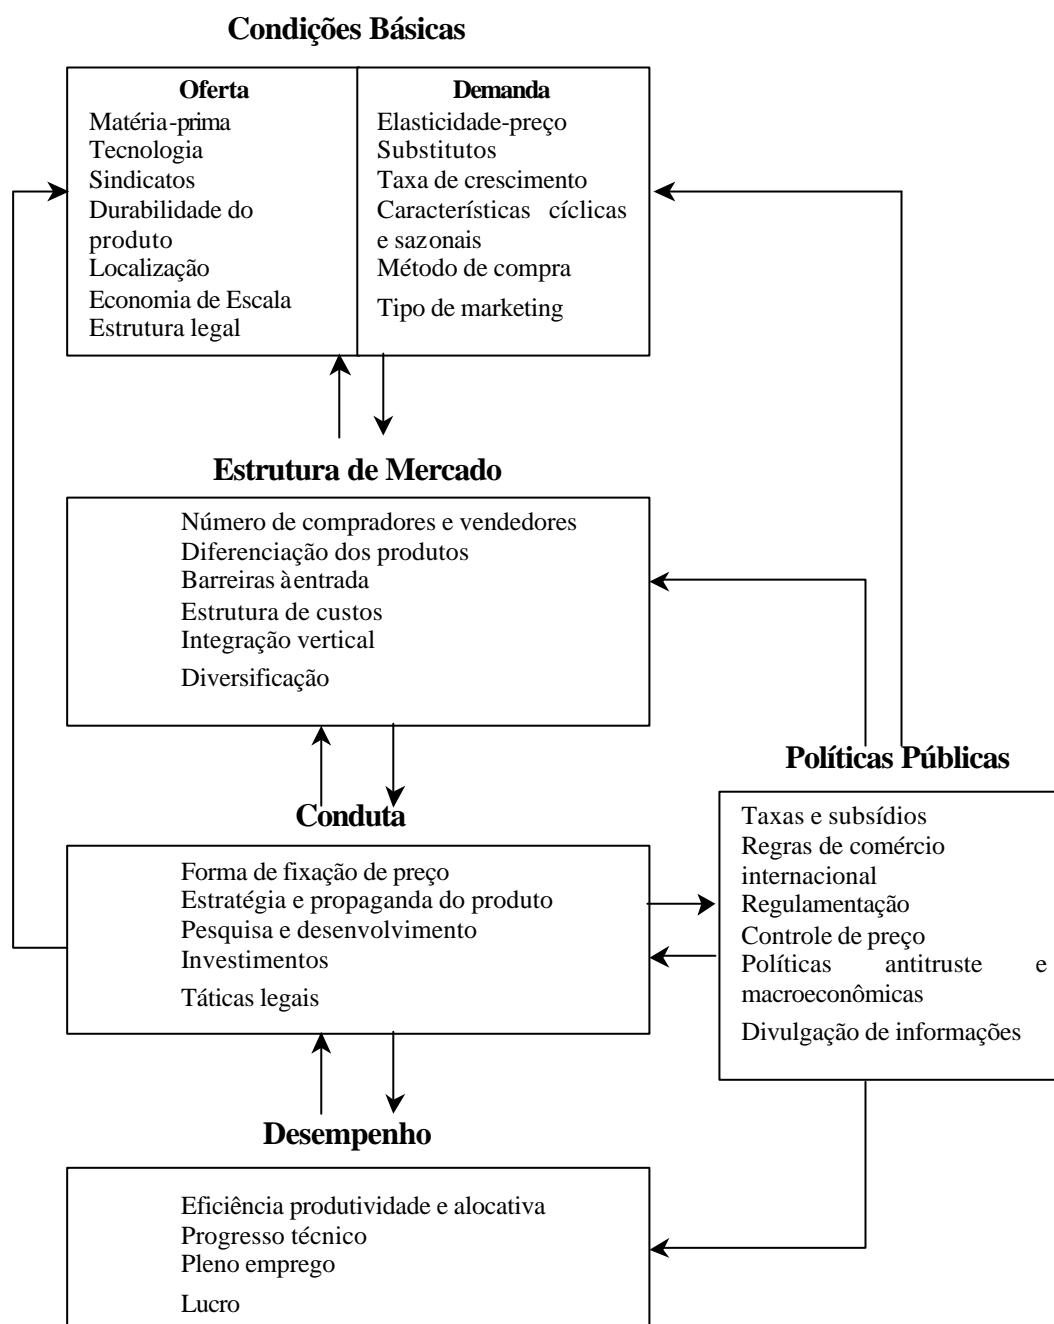 Condições Básicas
Oferta
Matéria-prima
Tecnologia
Sindicatos
Durabilidade do
produto
Localização
Economia de Escala
Estrutura legal
Demanda
Elasticidade-preço
Substitutos
Taxa de crescimento
Características cíclicas
e sazonais
Método de compra
Tipo de marketing
Estrutura de Mercado
Número de compradores e vendedores
Diferenciação dos produtos
Barreiras àentrada
Estrutura de custos
Integração vertical
Diversificação
Conduta
Forma de fixação de preço
Estratégia e propaganda do produto
Pesquisa e desenvolvimento
Investimentos
Táticas legais
Políticas Públicas
Taxas e subsídios
Regras de comércio
internacional
Regulamentação
Controle de preço
Políticas antitruste e
macroeconômicas
Divulgação de informações
Desempenho
Eficiência produtividade e alocativa
Progresso técnico
Pleno emprego
Lucro